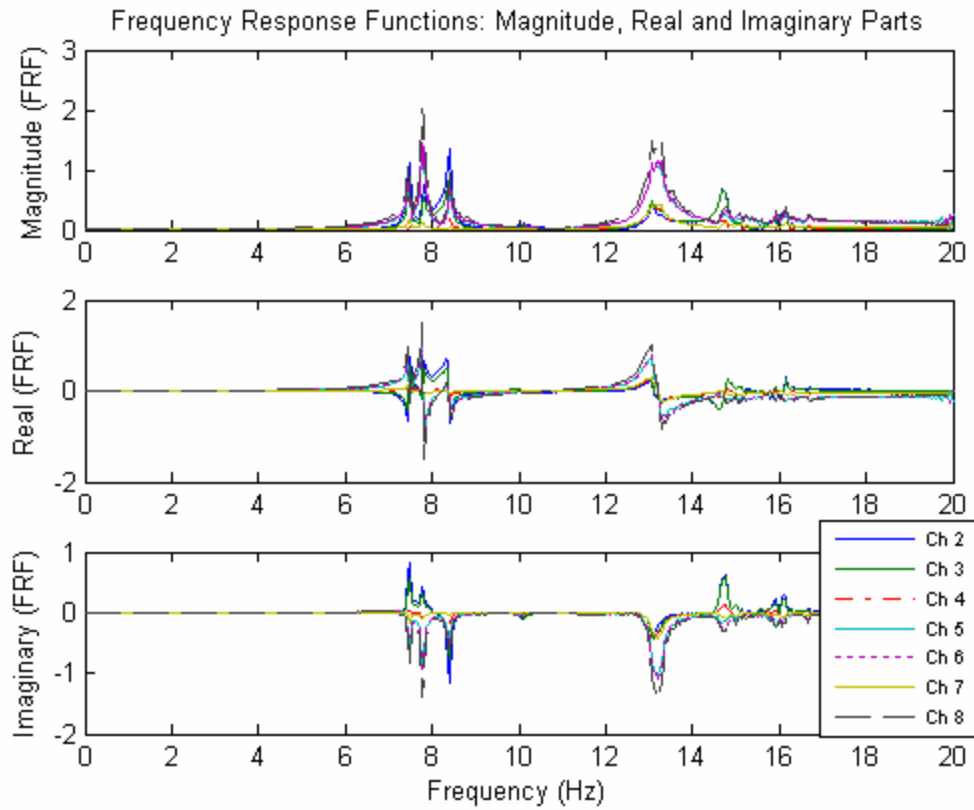 Frequency Response Functions: Magnitude, Real and Imaginary Parts
Magnitude (FRF)
3
2
1
0
0 2 4 6 8 10 12 14 16 18 20
Real (FRF)
2
0
-2
0 2 4 6 8 10 12 14 16 18 20
Imaginary (FRF)
1
0
-1
-2
0 2 4 6 8 10 12 14 16 18 20
Frequency (Hz)
Ch 2
Ch 3
Ch 4
Ch 5
Ch 6
Ch 7
Ch 8